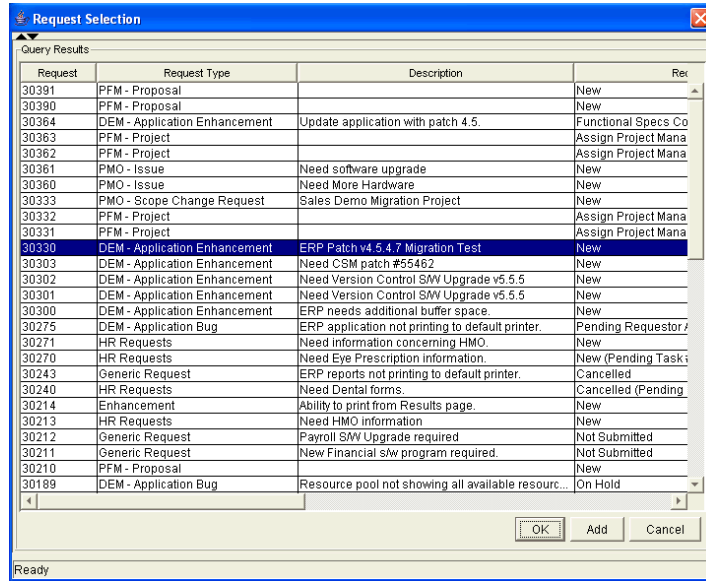 Request Selection
Query Results
Request Request Type Description Rec
30391 PFM - Proposal New
30390 PFM - Proposal New
30364 DEM - Application Enhancement Update application with patch 4.5. Functional Specs Co
30363 PFM - Project Assign Project Mana
30362 PFM - Project Assign Project Mana
30361 PMO - Issue Need software upgrade New
30360 PMO - Issue Need More Hardware New
30333 PMO - Scope Change Request Sales Demo Migration Project New
30332 PFM - Project Assign Project Mana
30331 PFM - Project Assign Project Mana
30330 DEM - Application Enhancement ERP Patch v4.5.4.7 Migration Test New
30303 DEM - Application Enhancement Need CSM patch #55462 New
30302 DEM - Application Enhancement Need Version Control S/W Upgrade v5.5.5 New
30301 DEM - Application Enhancement Need Version Control S/W Upgrade v5.5.5 New
30300 DEM - Application Enhancement ERP needs additional buffer space. New
30275 DEM - Application Bug ERP application not printing to default printer. Pending Requestor A
30271 HR Requests Need information concerning HMO. New
30270 HR Requests Need Eye Prescription information. New (Pending Task #
30243 Generic Request ERP reports not printing to default printer. Cancelled
30240 HR Requests Need Dental forms. Cancelled (Pending
30214 Enhancement Ability to print from Results page. New
30213 HR Requests Need HMO information New
30212 Generic Request Payroll S/W Upgrade required Not Submitted
30211 Generic Request New Financial s/w program required. Not Submitted
30210 PFM - Proposal New
30189 DEM - Application Bug Resource pool not showing all available resourc... On Hold
OK Add Cancel
Ready